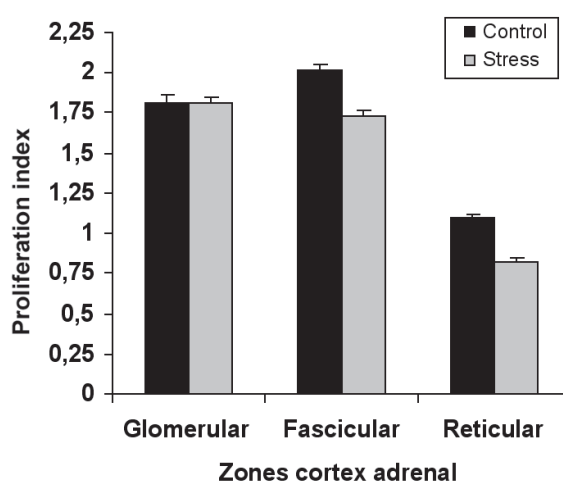 Control
Stress
Proliferation index
2,25
2
1,75
1,5
1,25
1
0,75
0,5
0,25
0
Glomerular Fascicular Reticular
Zones cortex adrenal